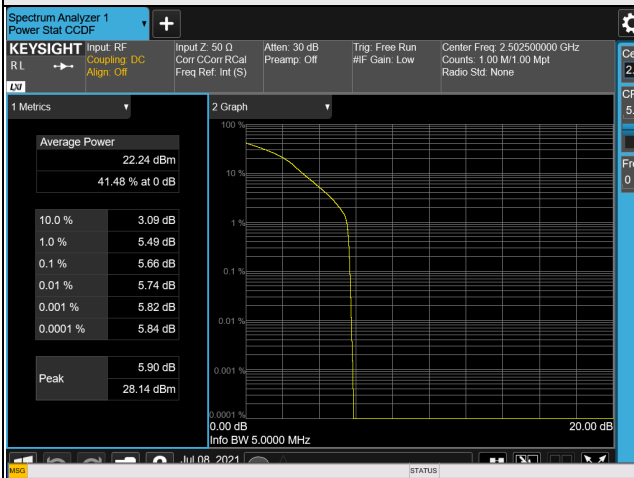 Spectrum Analyzer 1
Power Stat CCDF
KEYSIGHT
RL
LXI
Input: RF
Coupling: DC
Align: Off
Input Z: 50 Ω
Corr CCorr RCal
Freq Ref: Int (S)
Atten: 30 dB
Preamp: Off
Trig: Free Run
#IF Gain: Low
Center Freq: 2.502500000 GHz
Counts: 1.00 M/1.00 Mpt
Radio Std: None
1 Metrics
Average Power
22.24 dBm
41.48 % at 0 dB
10.0 % 3.09 dB
1.0 % 5.49 dB
0.1 % 5.66 dB
0.01 % 5.74 dB
0.001 % 5.82 dB
0.0001 % 5.84 dB
Peak
5.90 dB
28.14 dBm
2 Graph
100 %
10 %
1 %
0.1 %
0.01 %
0.001 %
0.0001 %
0.00 dB 20.00 dB
Info BW 5.0000 MHz
Jul 08, 2021
MSG STATUS